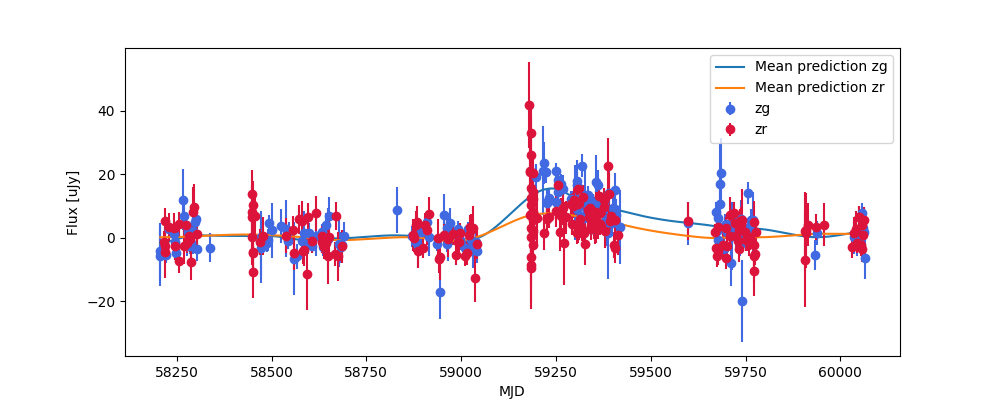 Mean prediction zg
Mean prediction zr
zg
zr
Flux [uJy]
40
20
0
−20
58250 58500 58750 59000 59250 59500 59750 60000
MJD